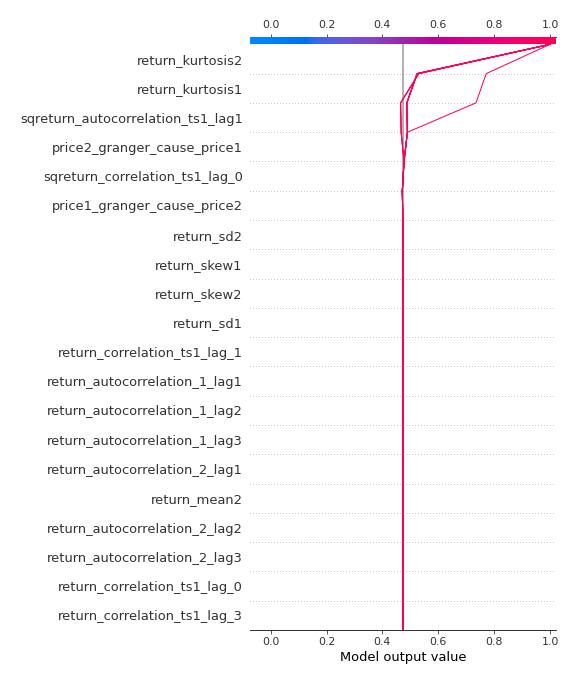 0.0 0.2 0.4 0.6 0.8 1.0
return_kurtosis2
return_kurtosis1
sqreturn_autocorrelation_ts1_lag1
price2_granger_cause_price1
sqreturn_correlation_ts1_lag_0
price1_granger_cause_price2
return_sd2
return_skew1
return_skew2
return_sd1
return_correlation_ts1_lag_1
return_autocorrelation_1_lag1
return_autocorrelation_1_lag2
return_autocorrelation_1_lag3
return_autocorrelation_2_lag1
return_mean2
return_autocorrelation_2_lag2
return_autocorrelation_2_lag3
return_correlation_ts1_lag_0
return_correlation_ts1_lag_3
0.0 0.2 0.4 0.6 0.8 1.0
Model output value